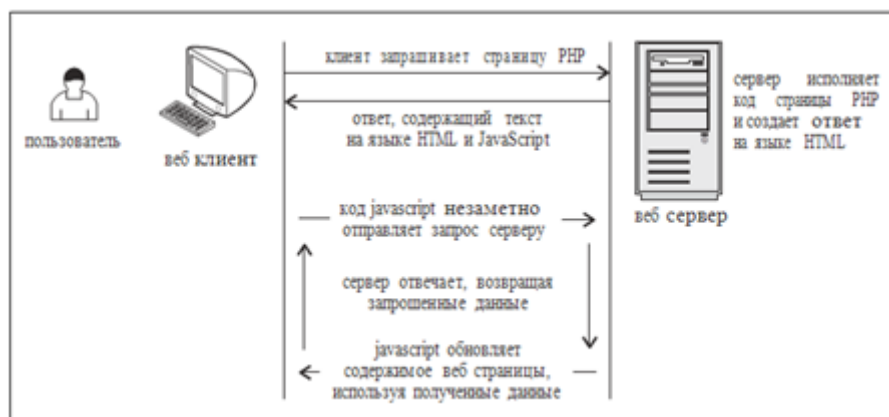 клиент запрашивает страницу PHP
сервер исполняет
код страницы PHP
и создает ответ
на языке HTML
ответ, содержащий текст
на языке HTML и JavaScript
пользователь
веб клиент
код javascript незаметно
отправляет запрос серверу
веб сервер
сервер отвечает, возвращая
запрошенные данные
javascript обновляет
содержимое веб страницы,
используя полученные данные